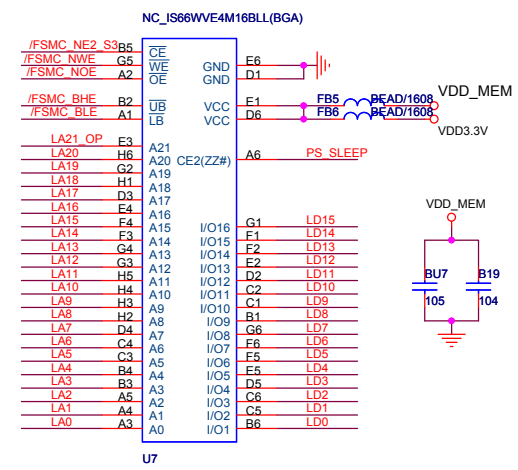 NC_IS66WVE4M16BLL(BGA)
/FSMC_NE2_S3 B5 CE
/FSMC_NWE G5 WE GND E6
/FSMC_NOE A2 OE GND D1
/FSMC_BHE B2 UB VCC E1 FB5 BEAD/1608 VDD_MEM
/FSMC_BLE A1 LB VCC D6 FB6 BEAD/1608
VDD3.3V
LA21_OP E3 A21
LA20 H6 A20 CE2(ZZ#) A6 PS_SLEEP
LA19 G2 A19
LA18 H1 A18
LA17 D3 A17
LA16 E4 A16
LA15 F4 A15 I/O16 G1 LD15
LA14 F3 A14 I/O15 F1 LD14
LA13 G4 A13 I/O14 F2 LD13
LA12 G3 A12 I/O13 E2 LD12
LA11 H5 A11 I/O12 D2 LD11
LA10 H4 A10 I/O11 C2 LD10
LA9 H3 A9 I/O10 C1 LD9
LA8 H2 A8 I/O9 B1 LD8
LA7 D4 A7 I/O8 G6 LD7
LA6 C4 A6 I/O7 F6 LD6
LA5 C3 A5 I/O6 F5 LD5
LA4 B4 A4 I/O5 E5 LD4
LA3 B3 A3 I/O4 D5 LD3
LA2 A5 A2 I/O3 C6 LD2
LA1 A4 A1 I/O2 C5 LD1
LA0 A3 A0 I/O1 B6 LD0
U7
VDD_MEM
BU7 B19
105 104